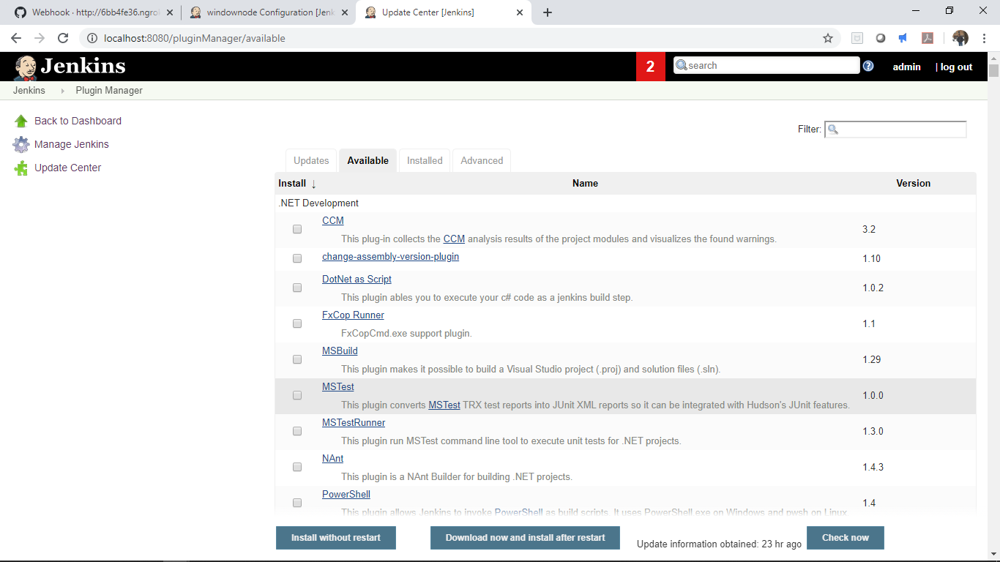 Webhook · http://6bb4fe36.ngro
windownode Configuration [Jenk
Update Center [Jenkins]
localhost:8080/pluginManager/available
Jenkins
2
search
admin
| log out
Jenkins
Plugin Manager
Back to Dashboard
Manage Jenkins
Update Center
Filter:
Updates
Available
Installed
Advanced
Install ↓ Name Version
.NET Development
CCM
This plug-in collects the CCM analysis results of the project modules and visualizes the found warnings.
3.2
change-assembly-version-plugin
1.10
DotNet as Script
This plugin ables you to execute your c# code as a jenkins build step.
1.0.2
FxCop Runner
FxCopCmd.exe support plugin.
1.1
MSBuild
This plugin makes it possible to build a Visual Studio project (.proj) and solution files (.sln).
1.29
MSTest
This plugin converts MSTest TRX test reports into JUnit XML reports so it can be integrated with Hudson's JUnit features.
1.0.0
MSTestRunner
This plugin run MSTest command line tool to execute unit tests for .NET projects.
1.3.0
NAnt
This plugin is a NAnt Builder for building .NET projects.
1.4.3
PowerShell
This plugin allows Jenkins to invoke PowerShell as build scripts. It uses PowerShell.exe on Windows and pwsh on Linux.
1.4
Install without restart
Download now and install after restart
Update information obtained: 23 hr ago
Check now